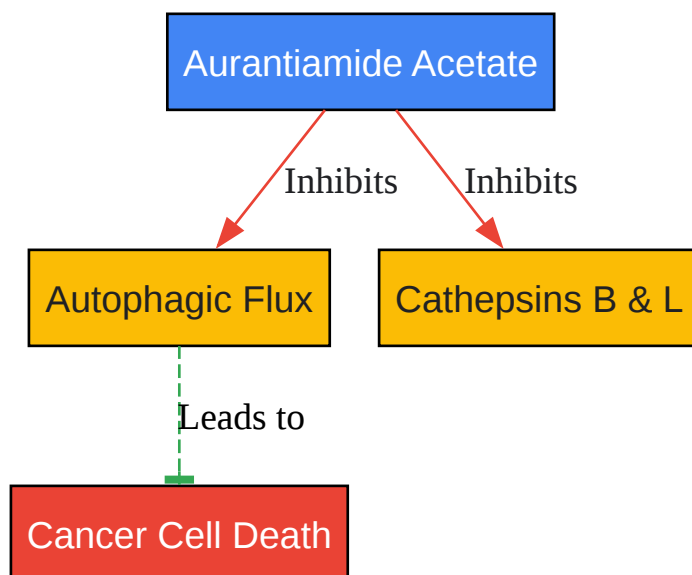 Aurantiamide Acetate
Inhibits
Inhibits
Autophagic Flux
Cathepsins B & L
Leads to
Cancer Cell Death